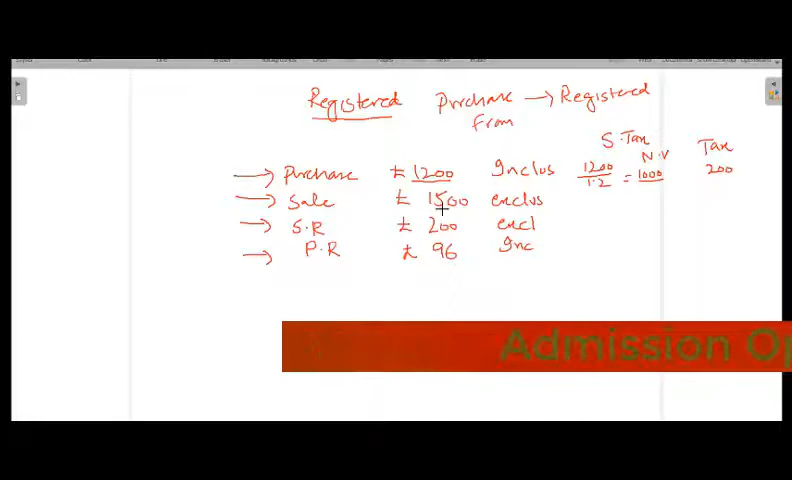 Registered Purchase → Registered
From
S.Tax
N.V Tax
→ Purchase £ 1200 Inclus 1200/1.2 = 1000 200
→ Sale £ 1500 exclus
→ S.R £ 200 excl
→ P.R £ 96 Inc
Admission Op